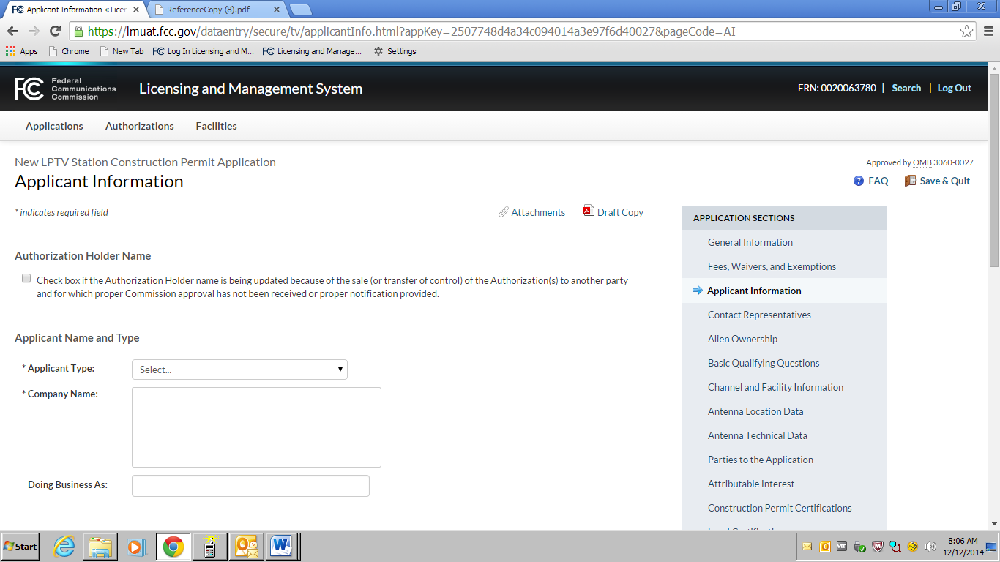 Applicant Information « Licen
ReferenceCopy (8).pdf
https://lmuat.fcc.gov/dataentry/secure/tv/applicantInfo.html?appKey=2507748d4a34c094014a3e97f6d40027&pageCode=AI
Apps
Chrome
New Tab
Log In Licensing and M...
Licensing and Manage...
Settings
FCC
Federal
Communications
Commission
Licensing and Management System
FRN: 0020063780 | Search | Log Out
Applications
Authorizations
Facilities
New LPTV Station Construction Permit Application
Approved by OMB 3060-0027
Applicant Information
FAQ
Save & Quit
* indicates required field
Attachments
Draft Copy
Authorization Holder Name
Check box if the Authorization Holder name is being updated because of the sale (or transfer of control) of the Authorization(s) to another party
and for which proper Commission approval has not been received or proper notification provided.
Applicant Name and Type
* Applicant Type:
Select...
* Company Name:
Doing Business As:
APPLICATION SECTIONS
General Information
Fees, Waivers, and Exemptions
Applicant Information
Contact Representatives
Alien Ownership
Basic Qualifying Questions
Channel and Facility Information
Antenna Location Data
Antenna Technical Data
Parties to the Application
Attributable Interest
Construction Permit Certifications
Start
8:06 AM
12/12/2014